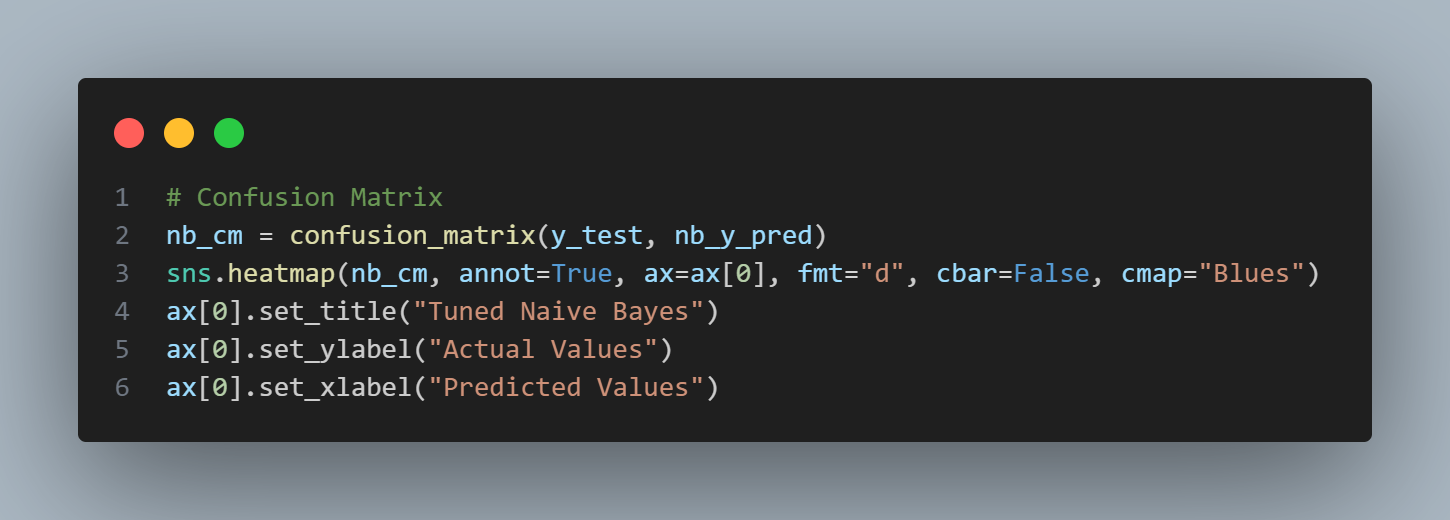 1 # Confusion Matrix
2 nb_cm = confusion_matrix(y_test, nb_y_pred)
3 sns.heatmap(nb_cm, annot=True, ax=ax[0], fmt="d", cbar=False, cmap="Blues")
4 ax[0].set_title("Tuned Naive Bayes")
5 ax[0].set_ylabel("Actual Values")
6 ax[0].set_xlabel("Predicted Values")